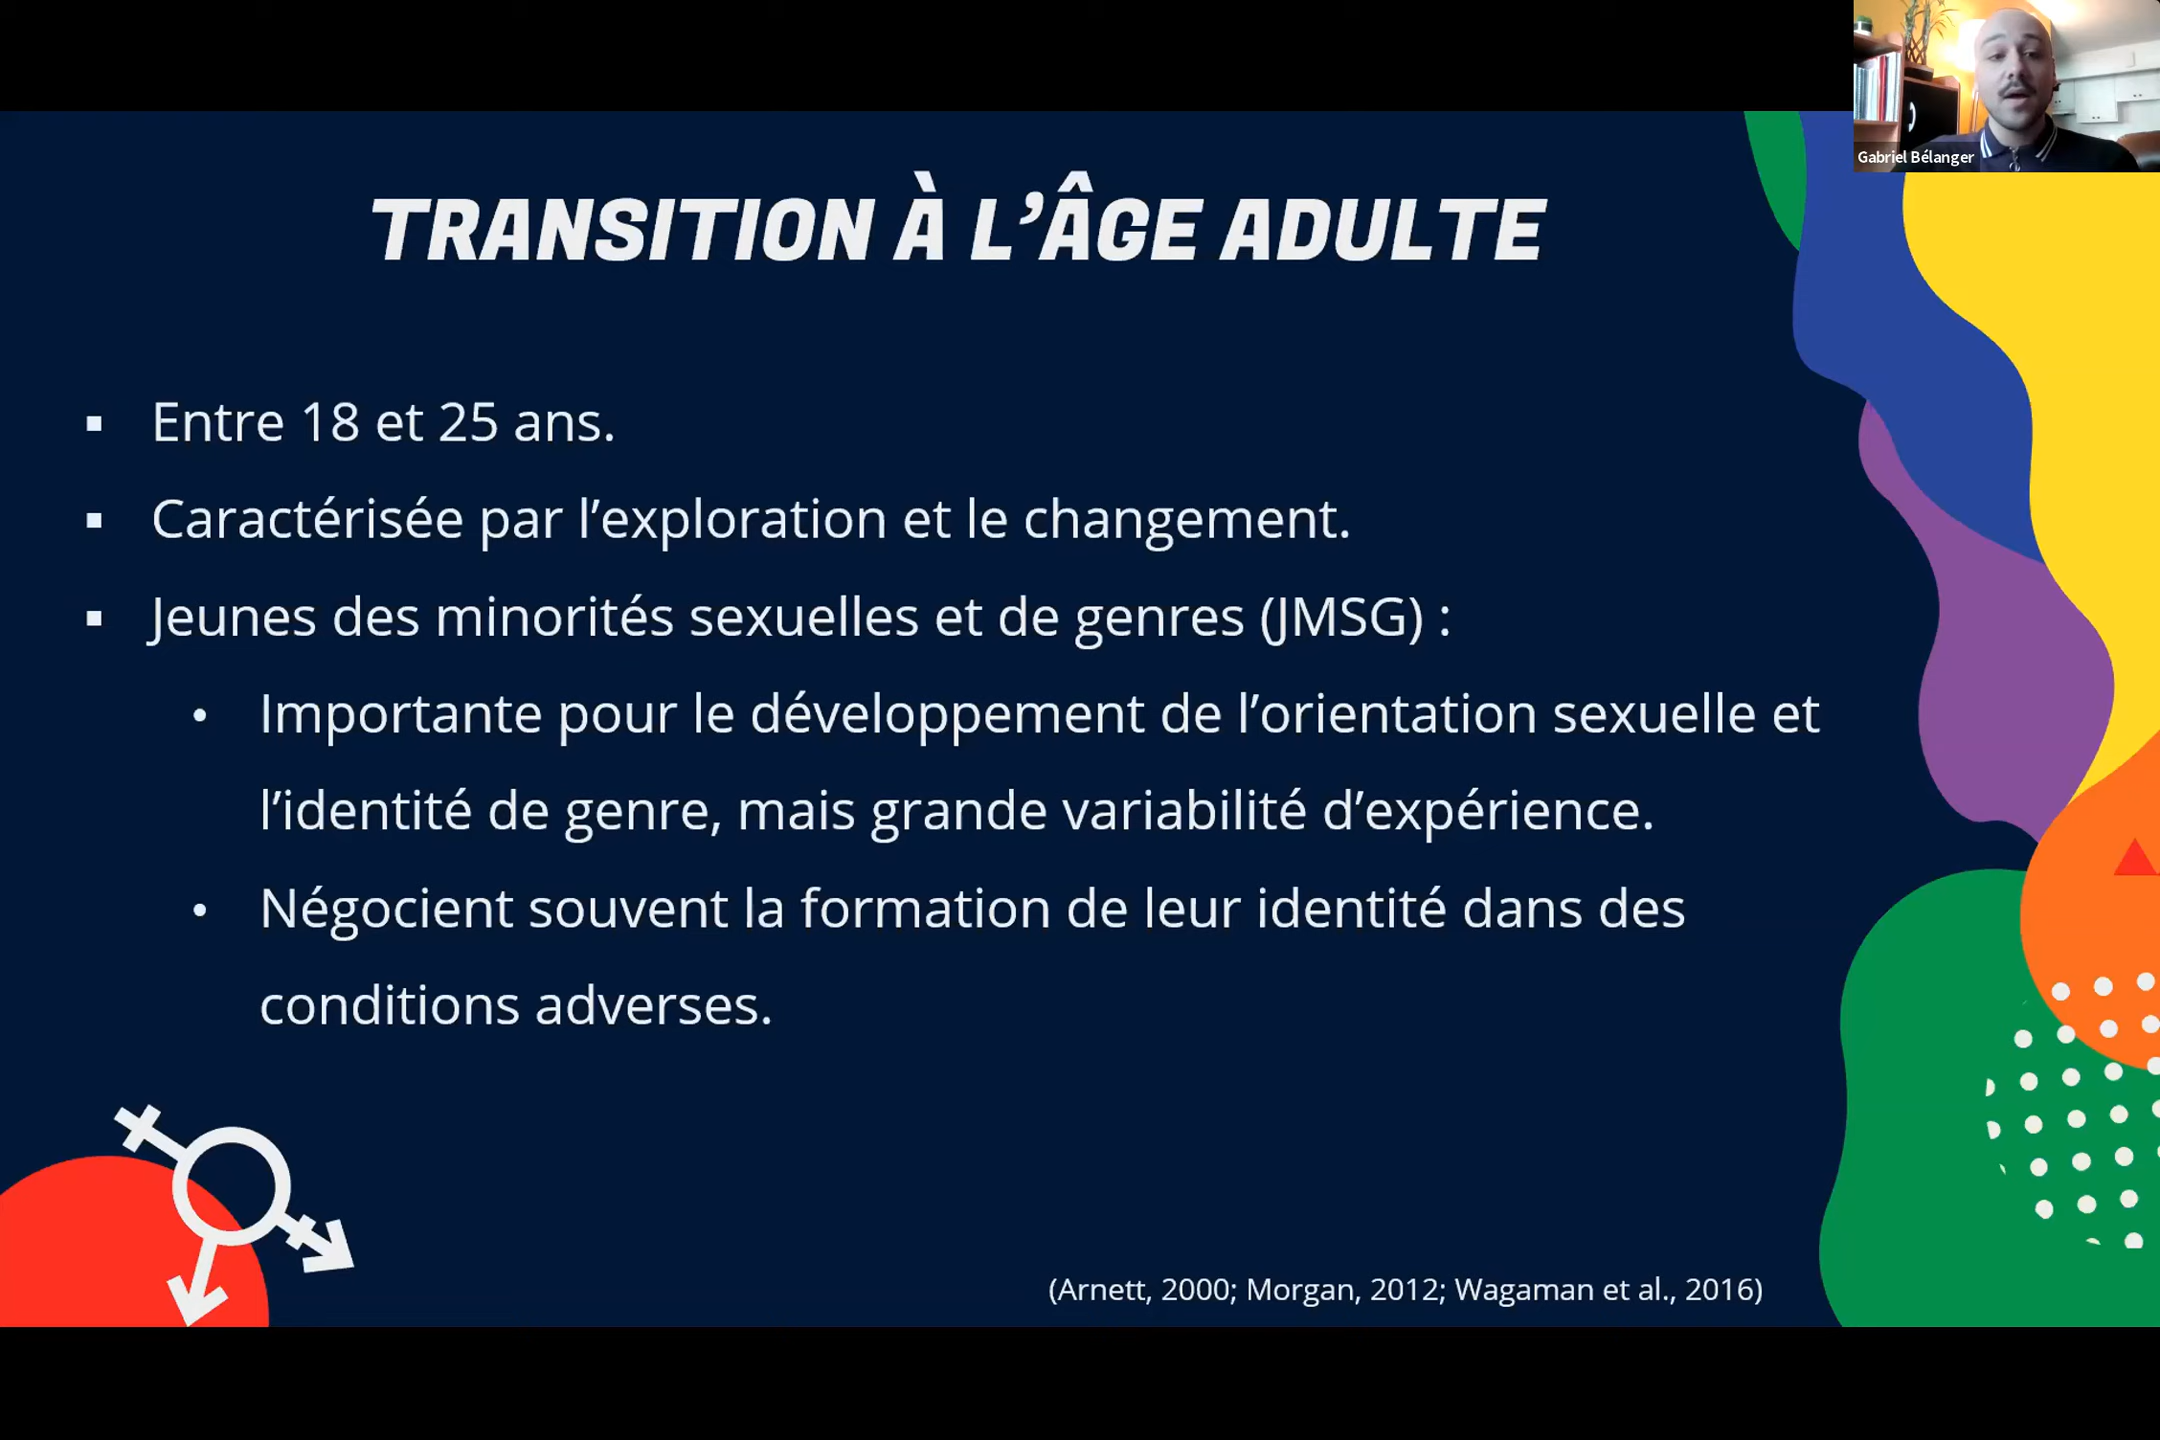 Gabriel Bélanger
TRANSITION À L’ÂGE ADULTE
▪ Entre 18 et 25 ans.
▪ Caractérisée par l’exploration et le changement.
▪ Jeunes des minorités sexuelles et de genres (JMSG) :
• Importante pour le développement de l’orientation sexuelle et
l’identité de genre, mais grande variabilité d’expérience.
• Négocient souvent la formation de leur identité dans des
conditions adverses.
(Arnett, 2000; Morgan, 2012; Wagaman et al., 2016)